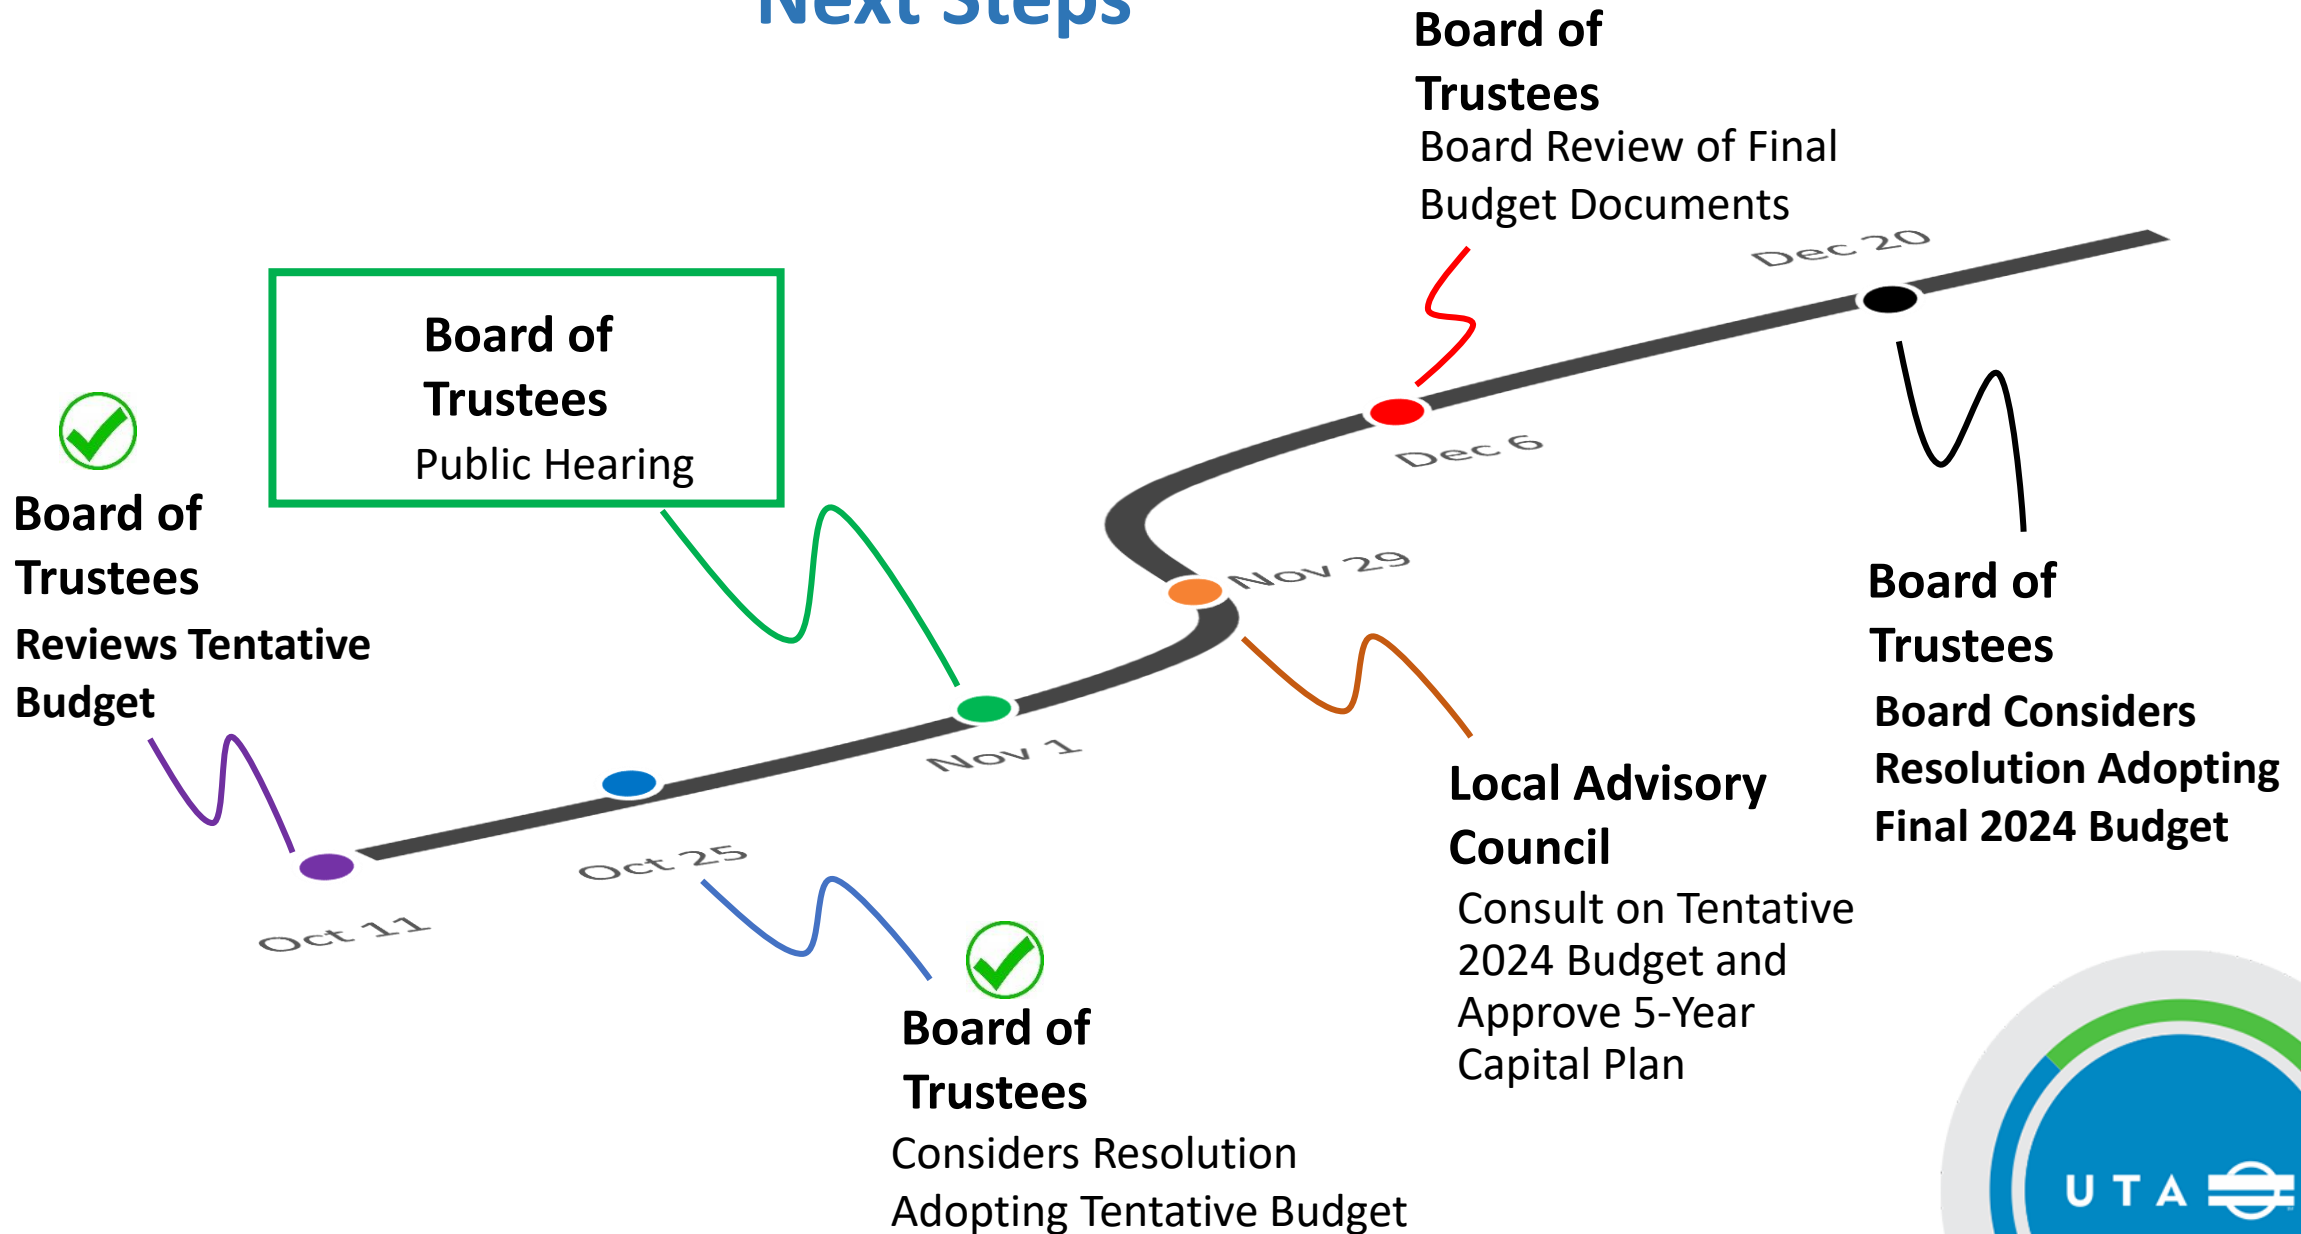 Next Steps
Board of
Trustees
Board Review of Final
Budget Documents
Dec 20
Board of
Trustees
Public Hearing
Board of
Trustees
Reviews Tentative
Budget
Dec 6
Nov 29
Board of
Trustees
Board Considers
Resolution Adopting
Final 2024 Budget
Nov 1
Local Advisory
Council
Consult on Tentative
2024 Budget and
Approve 5-Year
Capital Plan
Oct 25
Oct 11
Board of
Trustees
Considers Resolution
Adopting Tentative Budget
UTA